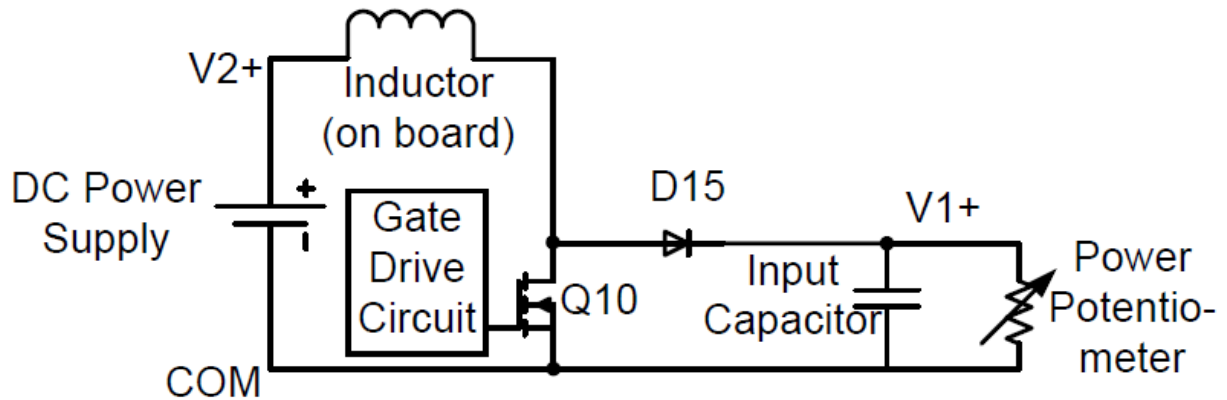 V2+
Inductor
(on board)
DC Power
Supply
+
Gate
Drive
Circuit
Q10
D15
V1+
Input
Capacitor
Power
Potentio-
meter
COM